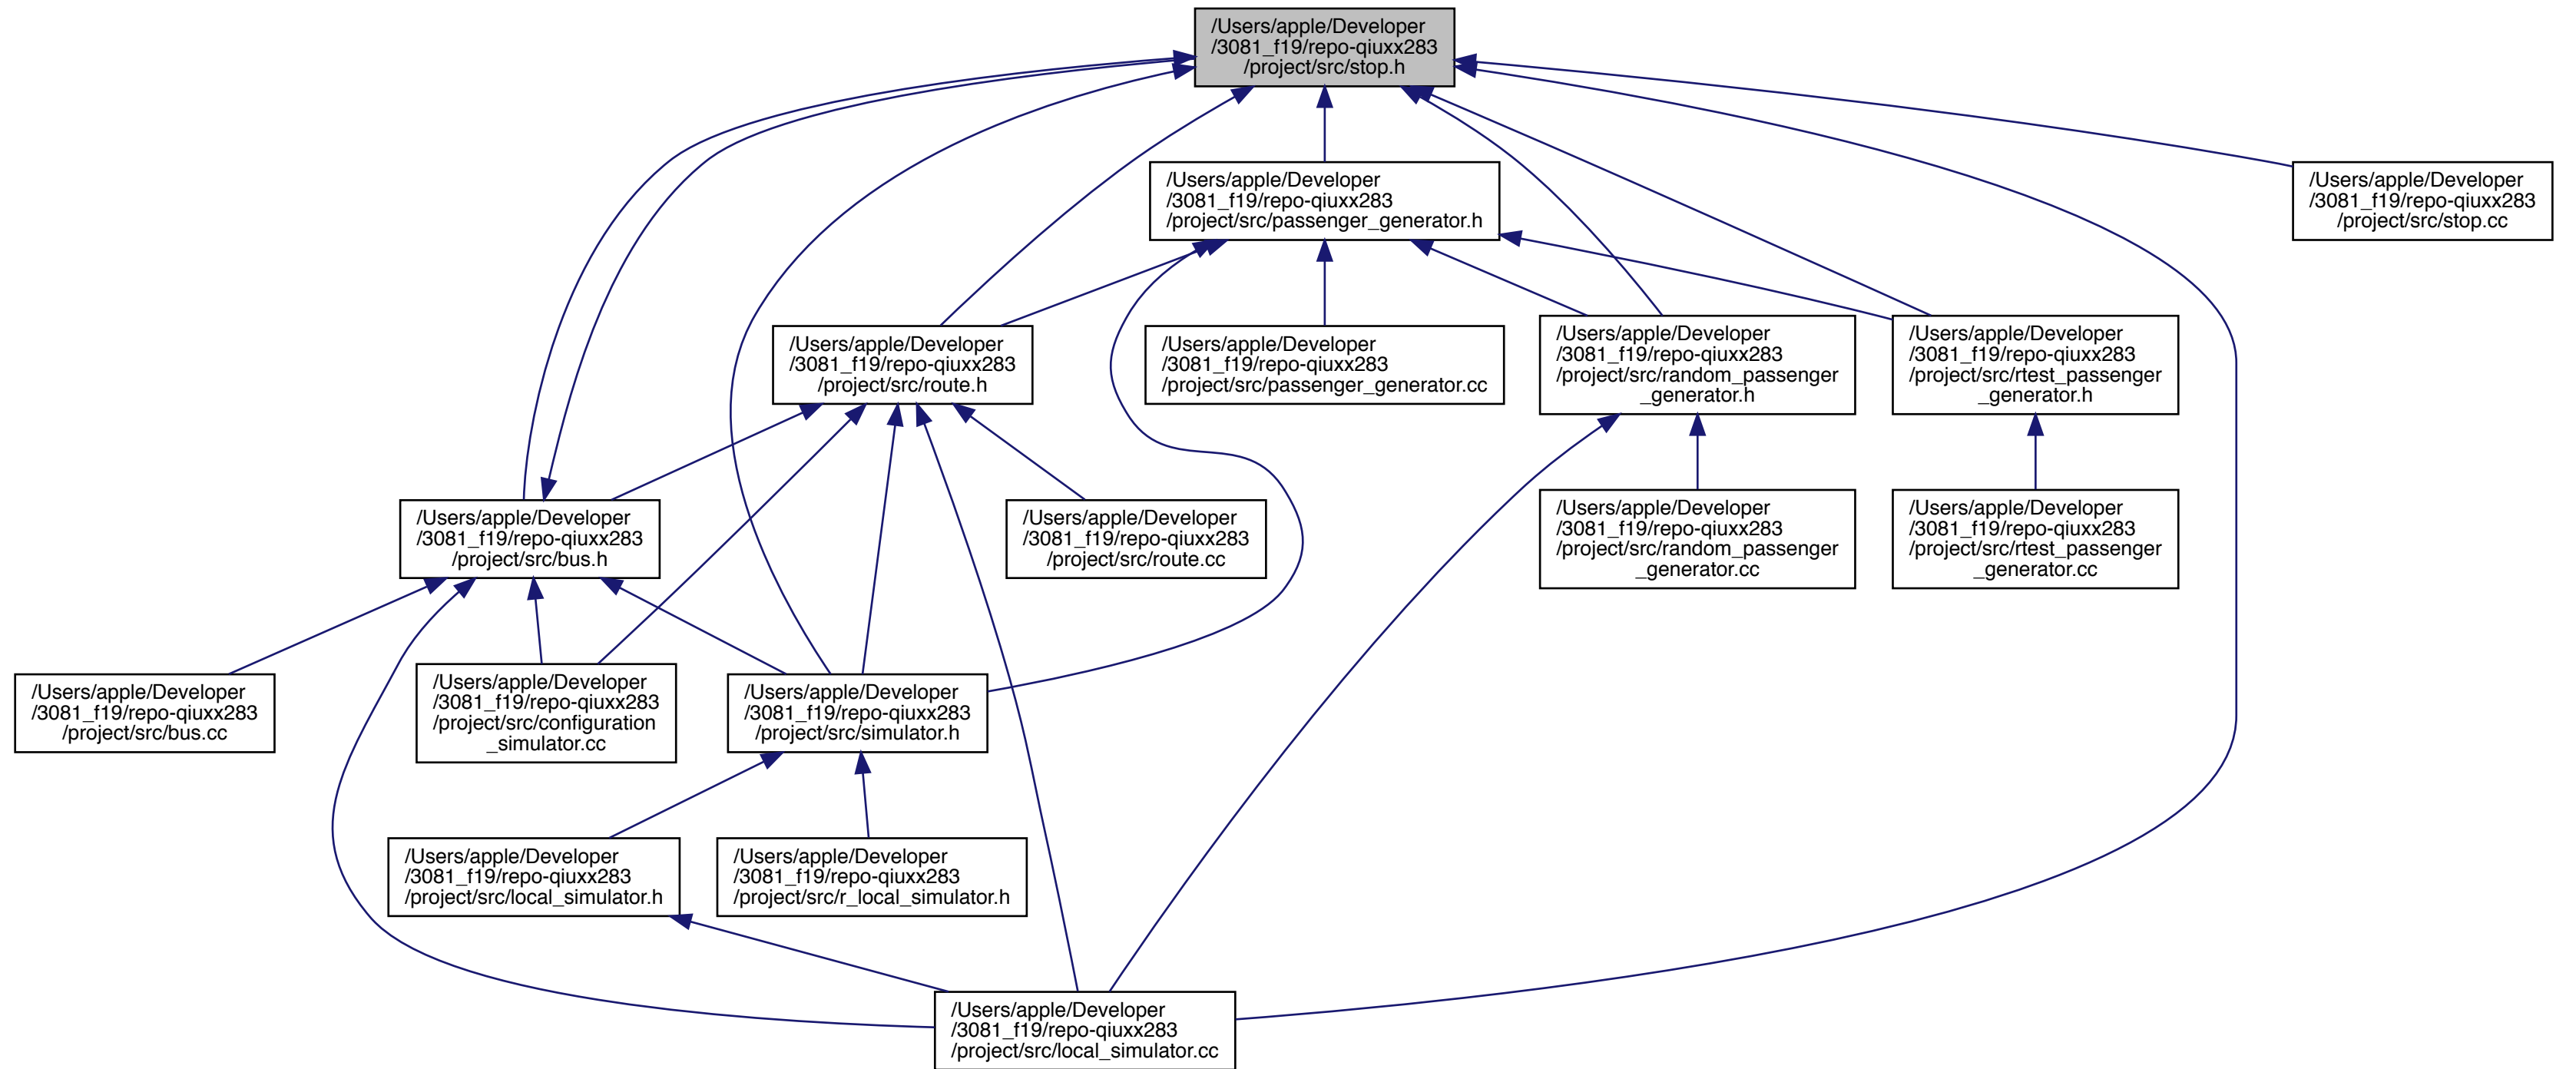 /Users/apple/Developer
/3081_f19/repo-qiuxx283
/project/src/stop.h
/Users/apple/Developer
/3081_f19/repo-qiuxx283
/project/src/passenger_generator.h
/Users/apple/Developer
/3081_f19/repo-qiuxx283
/project/src/stop.cc
/Users/apple/Developer
/3081_f19/repo-qiuxx283
/project/src/route.h
/Users/apple/Developer
/3081_f19/repo-qiuxx283
/project/src/passenger_generator.cc
/Users/apple/Developer
/3081_f19/repo-qiuxx283
/project/src/random_passenger
_generator.h
/Users/apple/Developer
/3081_f19/repo-qiuxx283
/project/src/rtest_passenger
_generator.h
/Users/apple/Developer
/3081_f19/repo-qiuxx283
/project/src/bus.h
/Users/apple/Developer
/3081_f19/repo-qiuxx283
/project/src/route.cc
/Users/apple/Developer
/3081_f19/repo-qiuxx283
/project/src/random_passenger
_generator.cc
/Users/apple/Developer
/3081_f19/repo-qiuxx283
/project/src/rtest_passenger
_generator.cc
/Users/apple/Developer
/3081_f19/repo-qiuxx283
/project/src/bus.cc
/Users/apple/Developer
/3081_f19/repo-qiuxx283
/project/src/configuration
_simulator.cc
/Users/apple/Developer
/3081_f19/repo-qiuxx283
/project/src/simulator.h
/Users/apple/Developer
/3081_f19/repo-qiuxx283
/project/src/local_simulator.h
/Users/apple/Developer
/3081_f19/repo-qiuxx283
/project/src/r_local_simulator.h
/Users/apple/Developer
/3081_f19/repo-qiuxx283
/project/src/local_simulator.cc